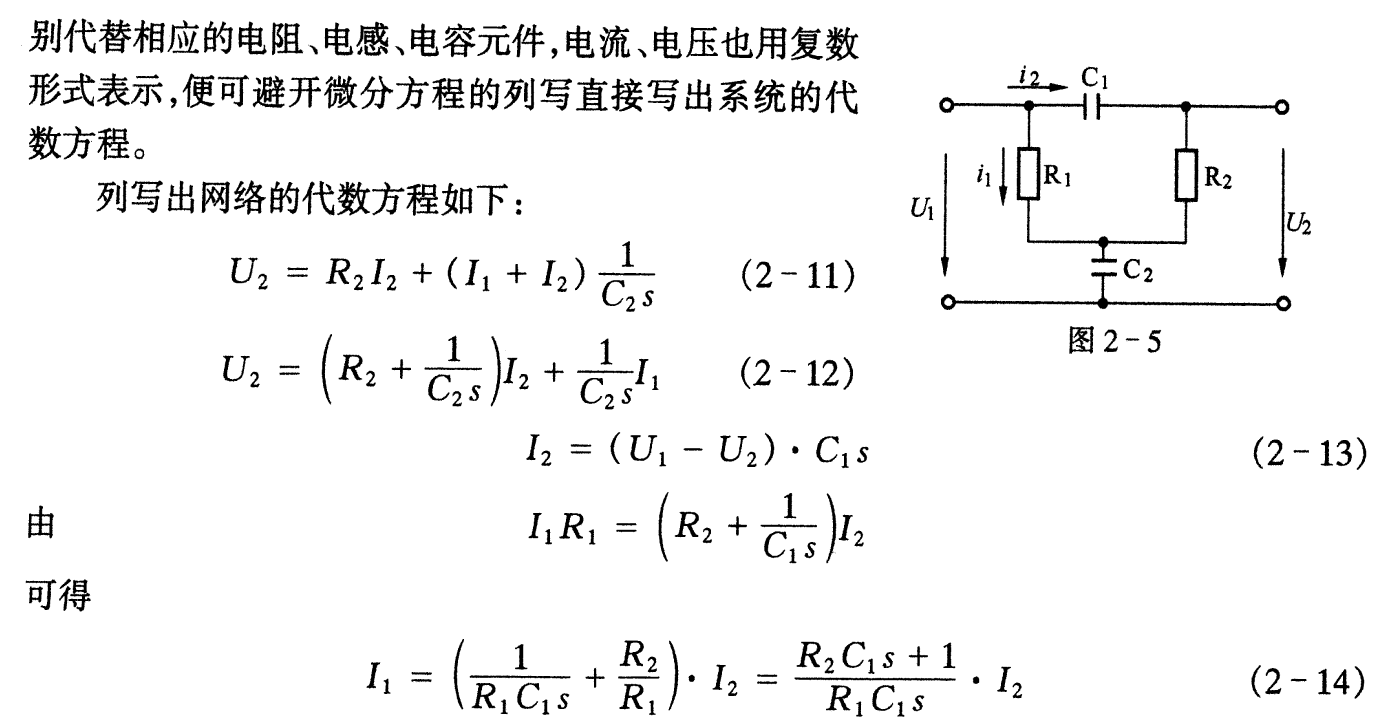 别代替相应的电阻、电感、电容元件,电流、电压也用复数
形式表示,便可避开微分方程的列写直接写出系统的代
数方程。
列写出网络的代数方程如下:
U₂ = R₂I₂ + (I₁ + I₂) 1/(C₂s) (2-11)
U₂ = (R₂ + 1/(C₂s))I₂ + 1/(C₂s) I₁ (2-12)
i₂ C₁
i₁ R₁ R₂
U₁ U₂
C₂
图 2-5
I₂ = (U₁ - U₂)·C₁s (2-13)
由 I₁R₁ = (R₂ + 1/(C₁s))I₂
可得
I₁ = (1/(R₁C₁s) + R₂/R₁)·I₂ = (R₂C₁s + 1)/(R₁C₁s)·I₂ (2-14)